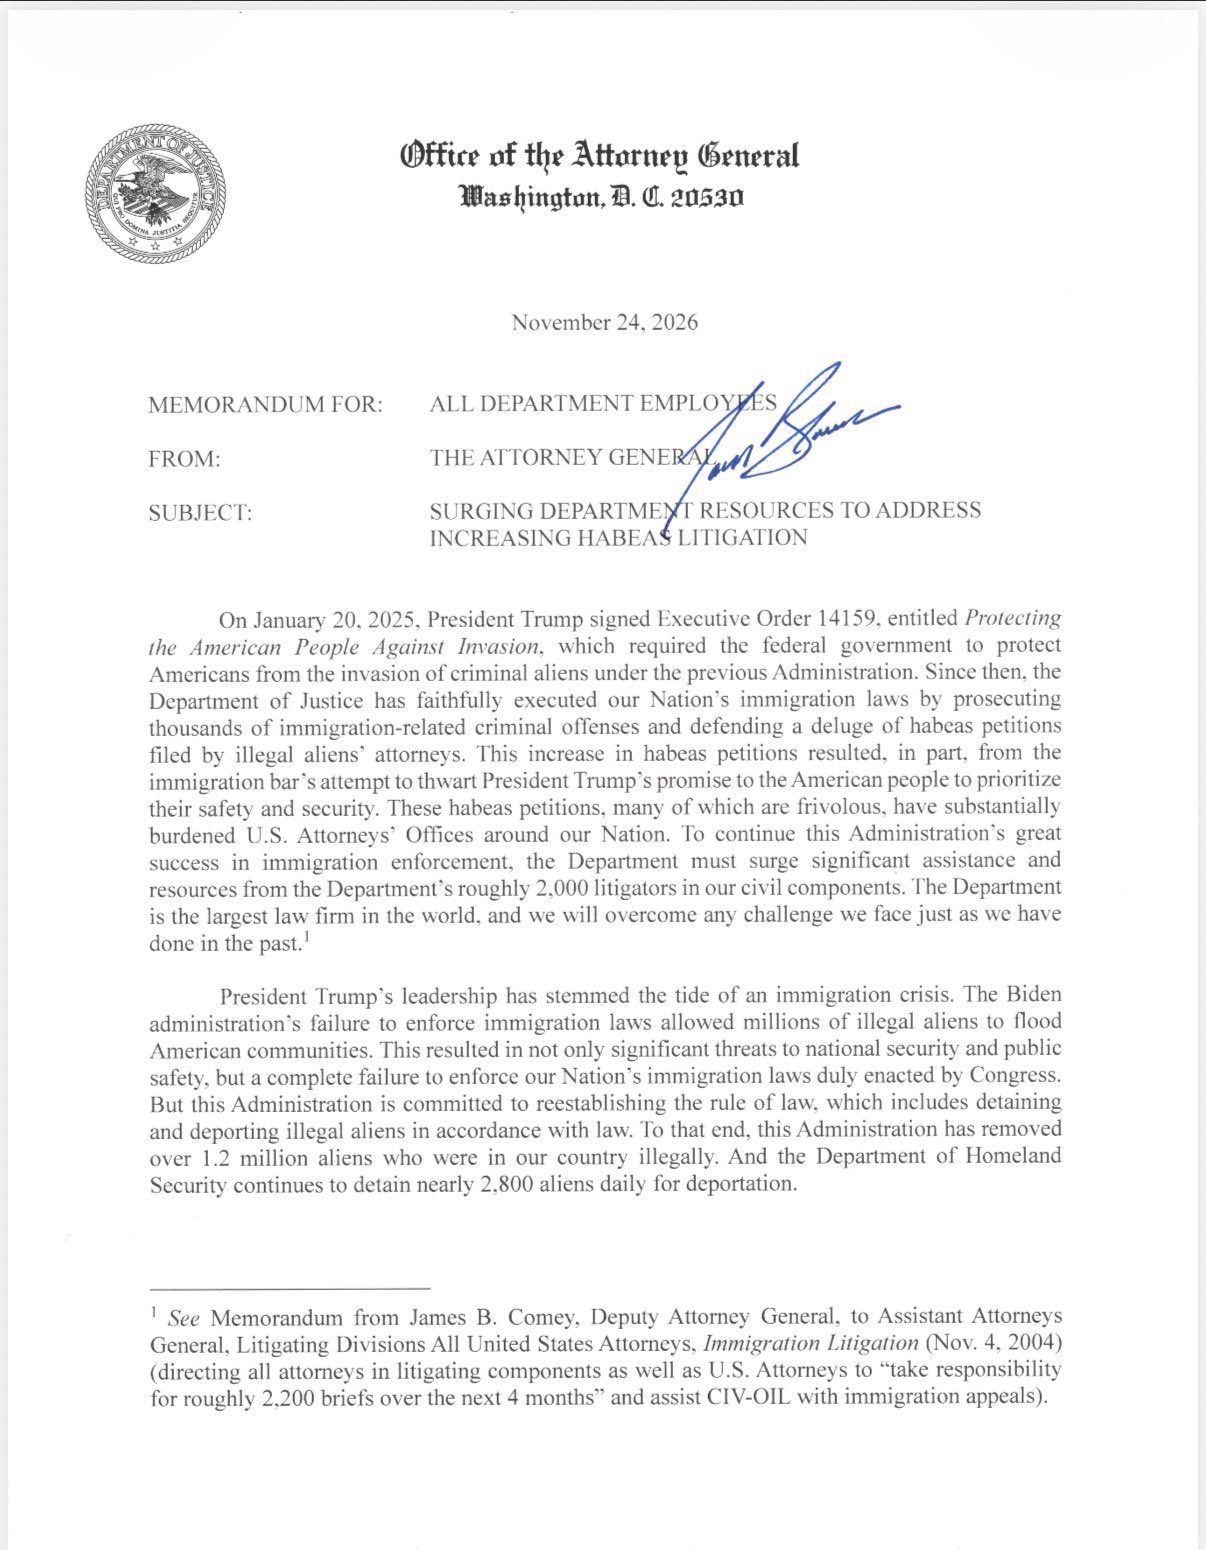 DEPARTMENT OF JUSTICE
QUI PRO DOMINA JUSTITIA SEQUITUR
Office of the Attorney General
Washington, D. C. 20530
November 24, 2026
MEMORANDUM FOR: ALL DEPARTMENT EMPLOYEES
FROM: THE ATTORNEY GENERAL
SUBJECT: SURGING DEPARTMENT RESOURCES TO ADDRESS
INCREASING HABEAS LITIGATION
On January 20, 2025, President Trump signed Executive Order 14159, entitled Protecting
the American People Against Invasion, which required the federal government to protect
Americans from the invasion of criminal aliens under the previous Administration. Since then, the
Department of Justice has faithfully executed our Nation's immigration laws by prosecuting
thousands of immigration-related criminal offenses and defending a deluge of habeas petitions
filed by illegal aliens' attorneys. This increase in habeas petitions resulted, in part, from the
immigration bar's attempt to thwart President Trump's promise to the American people to prioritize
their safety and security. These habeas petitions, many of which are frivolous, have substantially
burdened U.S. Attorneys' Offices around our Nation. To continue this Administration's great
success in immigration enforcement, the Department must surge significant assistance and
resources from the Department's roughly 2,000 litigators in our civil components. The Department
is the largest law firm in the world, and we will overcome any challenge we face just as we have
done in the past.1
President Trump's leadership has stemmed the tide of an immigration crisis. The Biden
administration's failure to enforce immigration laws allowed millions of illegal aliens to flood
American communities. This resulted in not only significant threats to national security and public
safety, but a complete failure to enforce our Nation's immigration laws duly enacted by Congress.
But this Administration is committed to reestablishing the rule of law, which includes detaining
and deporting illegal aliens in accordance with law. To that end, this Administration has removed
over 1.2 million aliens who were in our country illegally. And the Department of Homeland
Security continues to detain nearly 2,800 aliens daily for deportation.
1 See Memorandum from James B. Comey, Deputy Attorney General, to Assistant Attorneys
General, Litigating Divisions All United States Attorneys, Immigration Litigation (Nov. 4, 2004)
(directing all attorneys in litigating components as well as U.S. Attorneys to "take responsibility
for roughly 2,200 briefs over the next 4 months" and assist CIV-OIL with immigration appeals).